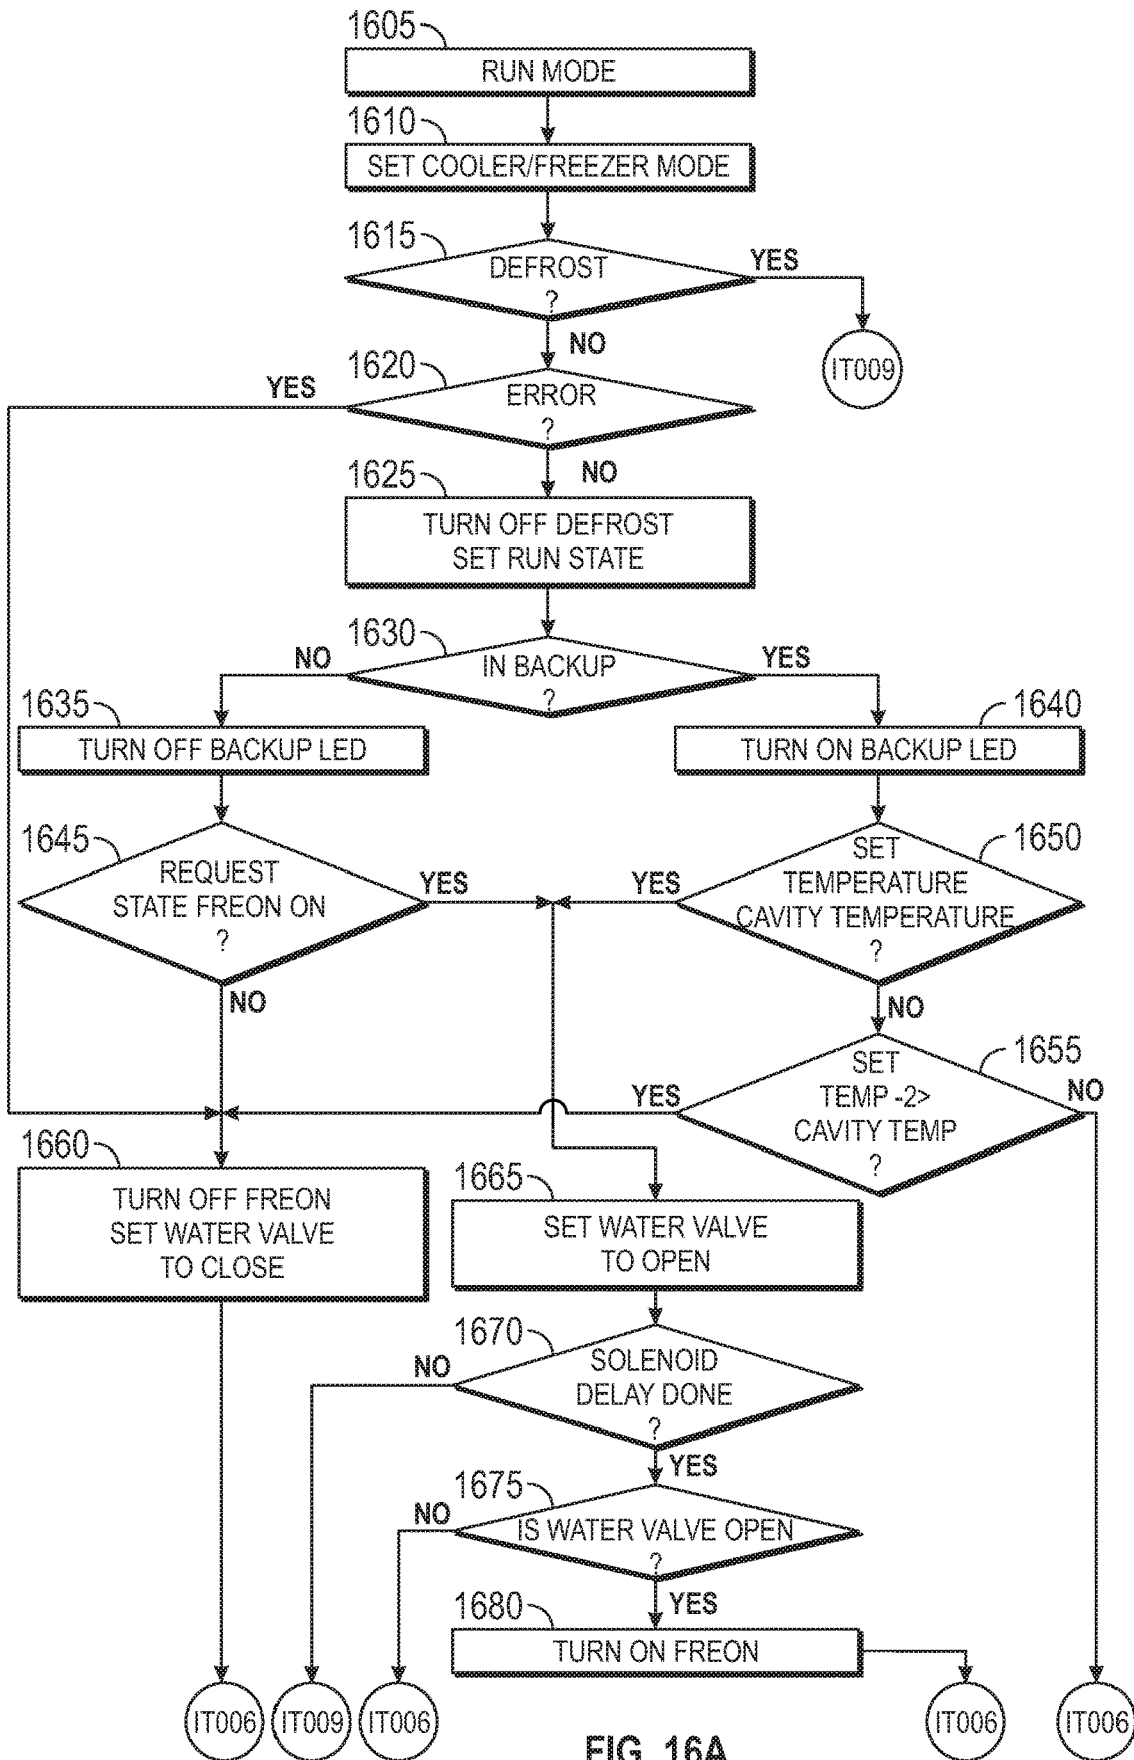 1605
RUN MODE
1610
SET COOLER/FREEZER MODE
1615
DEFROST
?
YES
NO
IT009
1620
YES
ERROR
?
NO
1625
TURN OFF DEFROST
SET RUN STATE
1630
NO
IN BACKUP
?
YES
1635
TURN OFF BACKUP LED
1640
TURN ON BACKUP LED
1645
REQUEST
STATE FREON ON
?
YES
NO
1650
SET
TEMPERATURE
CAVITY TEMPERATURE
?
YES
NO
1655
SET
TEMP -2>
CAVITY TEMP
?
YES
NO
1660
TURN OFF FREON
SET WATER VALVE
TO CLOSE
1665
SET WATER VALVE
TO OPEN
1670
SOLENOID
DELAY DONE
?
NO
YES
1675
IS WATER VALVE OPEN
?
NO
YES
1680
TURN ON FREON
IT006
IT009
IT006
IT006
IT006
FIG. 16A